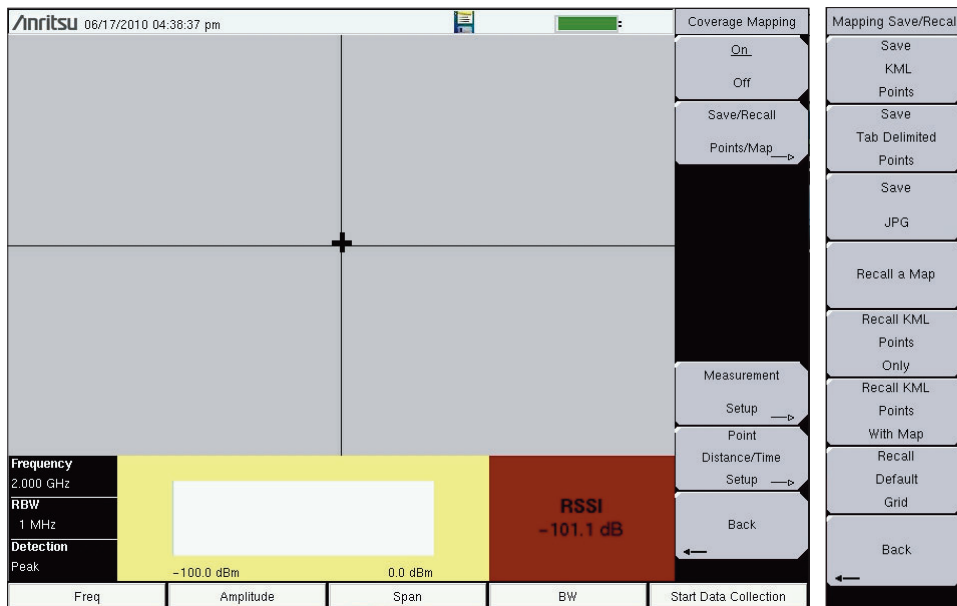 /Inritsu 06/17/2010 04:38:37 pm
Coverage Mapping
On
Off
Save/Recall
Points/Map
Measurement
Setup
Point
Distance/Time
Setup
Back
Frequency
2.000 GHz
RBW
1 MHz
Detection
Peak
-100.0 dBm
0.0 dBm
RSSI
-101.1 dB
Freq
Amplitude
Span
BW
Start Data Collection
Mapping Save/Recal
Save
KML
Points
Save
Tab Delimited
Points
Save
JPG
Recall a Map
Recall KML
Points
Only
Recall KML
Points
With Map
Recall
Default
Grid
Back